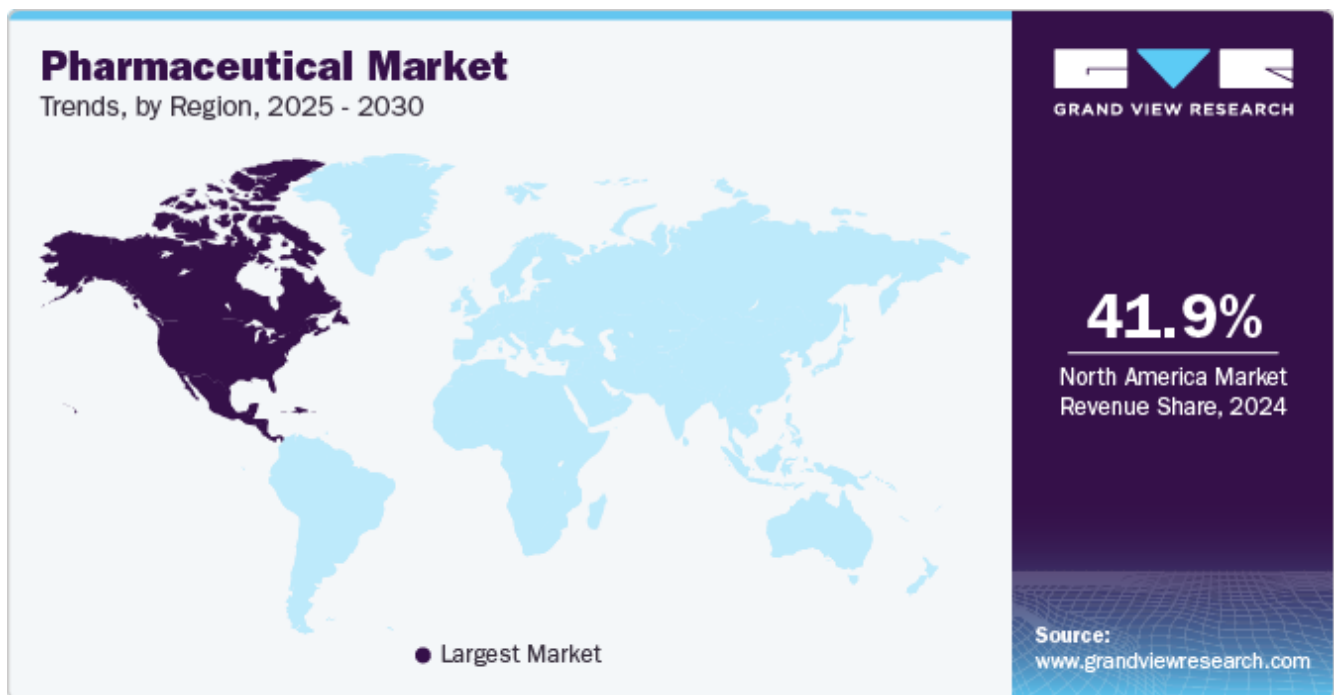 Pharmaceutical Market
Trends, by Region, 2025 - 2030
GRAND VIEW RESEARCH
41.9%
North America Market
Revenue Share, 2024
Largest Market
Source:
www.grandviewresearch.com